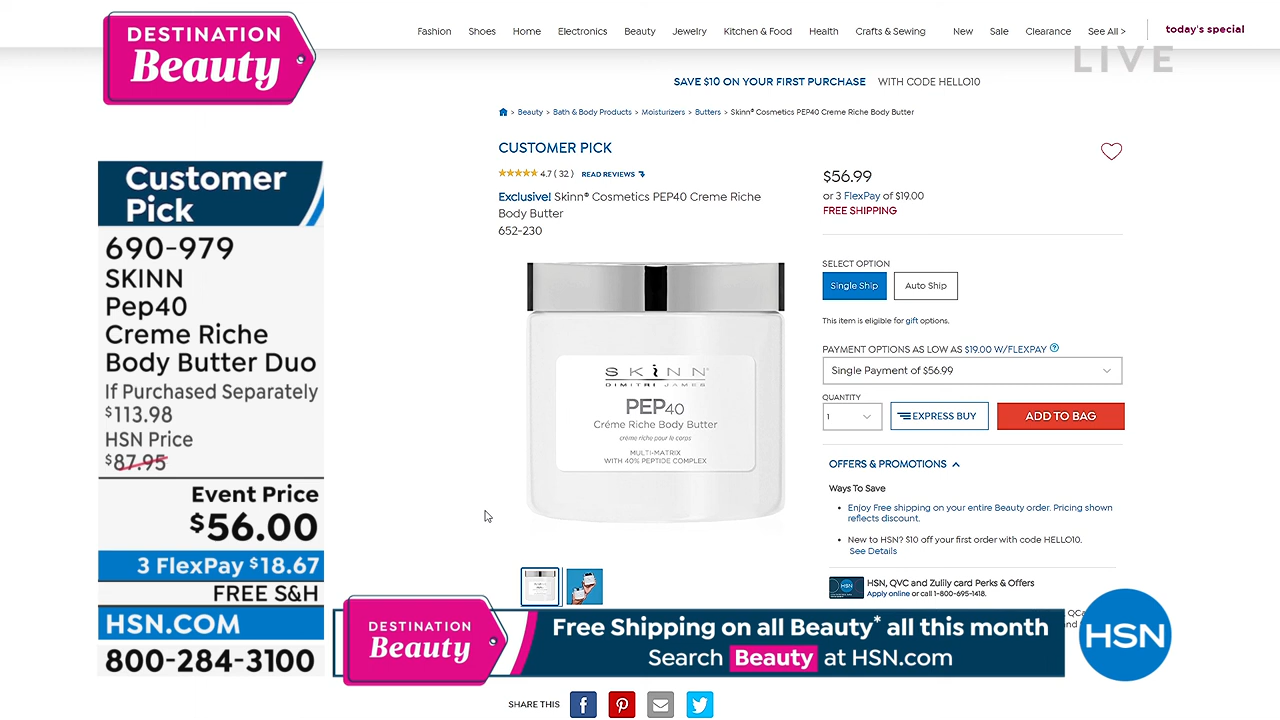 DESTINATION
Beauty
Fashion Shoes Home Electronics Beauty Jewelry Kitchen & Food Health Crafts & Sewing New Sale Clearance See All > today's special
LIVE
SAVE $10 ON YOUR FIRST PURCHASE WITH CODE HELLO10
> Beauty > Bath & Body Products > Moisturizers > Butters > Skinn® Cosmetics PEP40 Creme Riche Body Butter
Customer
Pick
690-979
SKINN
Pep40
Creme Riche
Body Butter Duo
If Purchased Separately
$113.98
HSN Price
$87.95
Event Price
$56.00
3 FlexPay $18.67
FREE S&H
HSN.COM
800-284-3100
CUSTOMER PICK
4.7 ( 32 ) READ REVIEWS
Exclusive! Skinn® Cosmetics PEP40 Creme Riche
Body Butter
652-230
SKINN®
DIMITRI JAMES
PEP40
Créme Riche Body Butter
creme riche pour le corps
MULTI-MATRIX
WITH 40% PEPTIDE COMPLEX
$56.99
or 3 FlexPay of $19.00
FREE SHIPPING
SELECT OPTION
Single Ship Auto Ship
This item is eligible for gift options.
PAYMENT OPTIONS AS LOW AS $19.00 W/FLEXPAY ?
Single Payment of $56.99
QUANTITY
1 EXPRESS BUY ADD TO BAG
OFFERS & PROMOTIONS
Ways To Save
• Enjoy Free shipping on your entire Beauty order. Pricing shown
reflects discount.
• New to HSN? $10 off your first order with code HELLO10.
See Details
HSN HSN, QVC and Zulily card Perks & Offers
Apply online or call 1-800-695-1418.
DESTINATION
Beauty
Free Shipping on all Beauty* all this month
Search Beauty at HSN.com
HSN
SHARE THIS